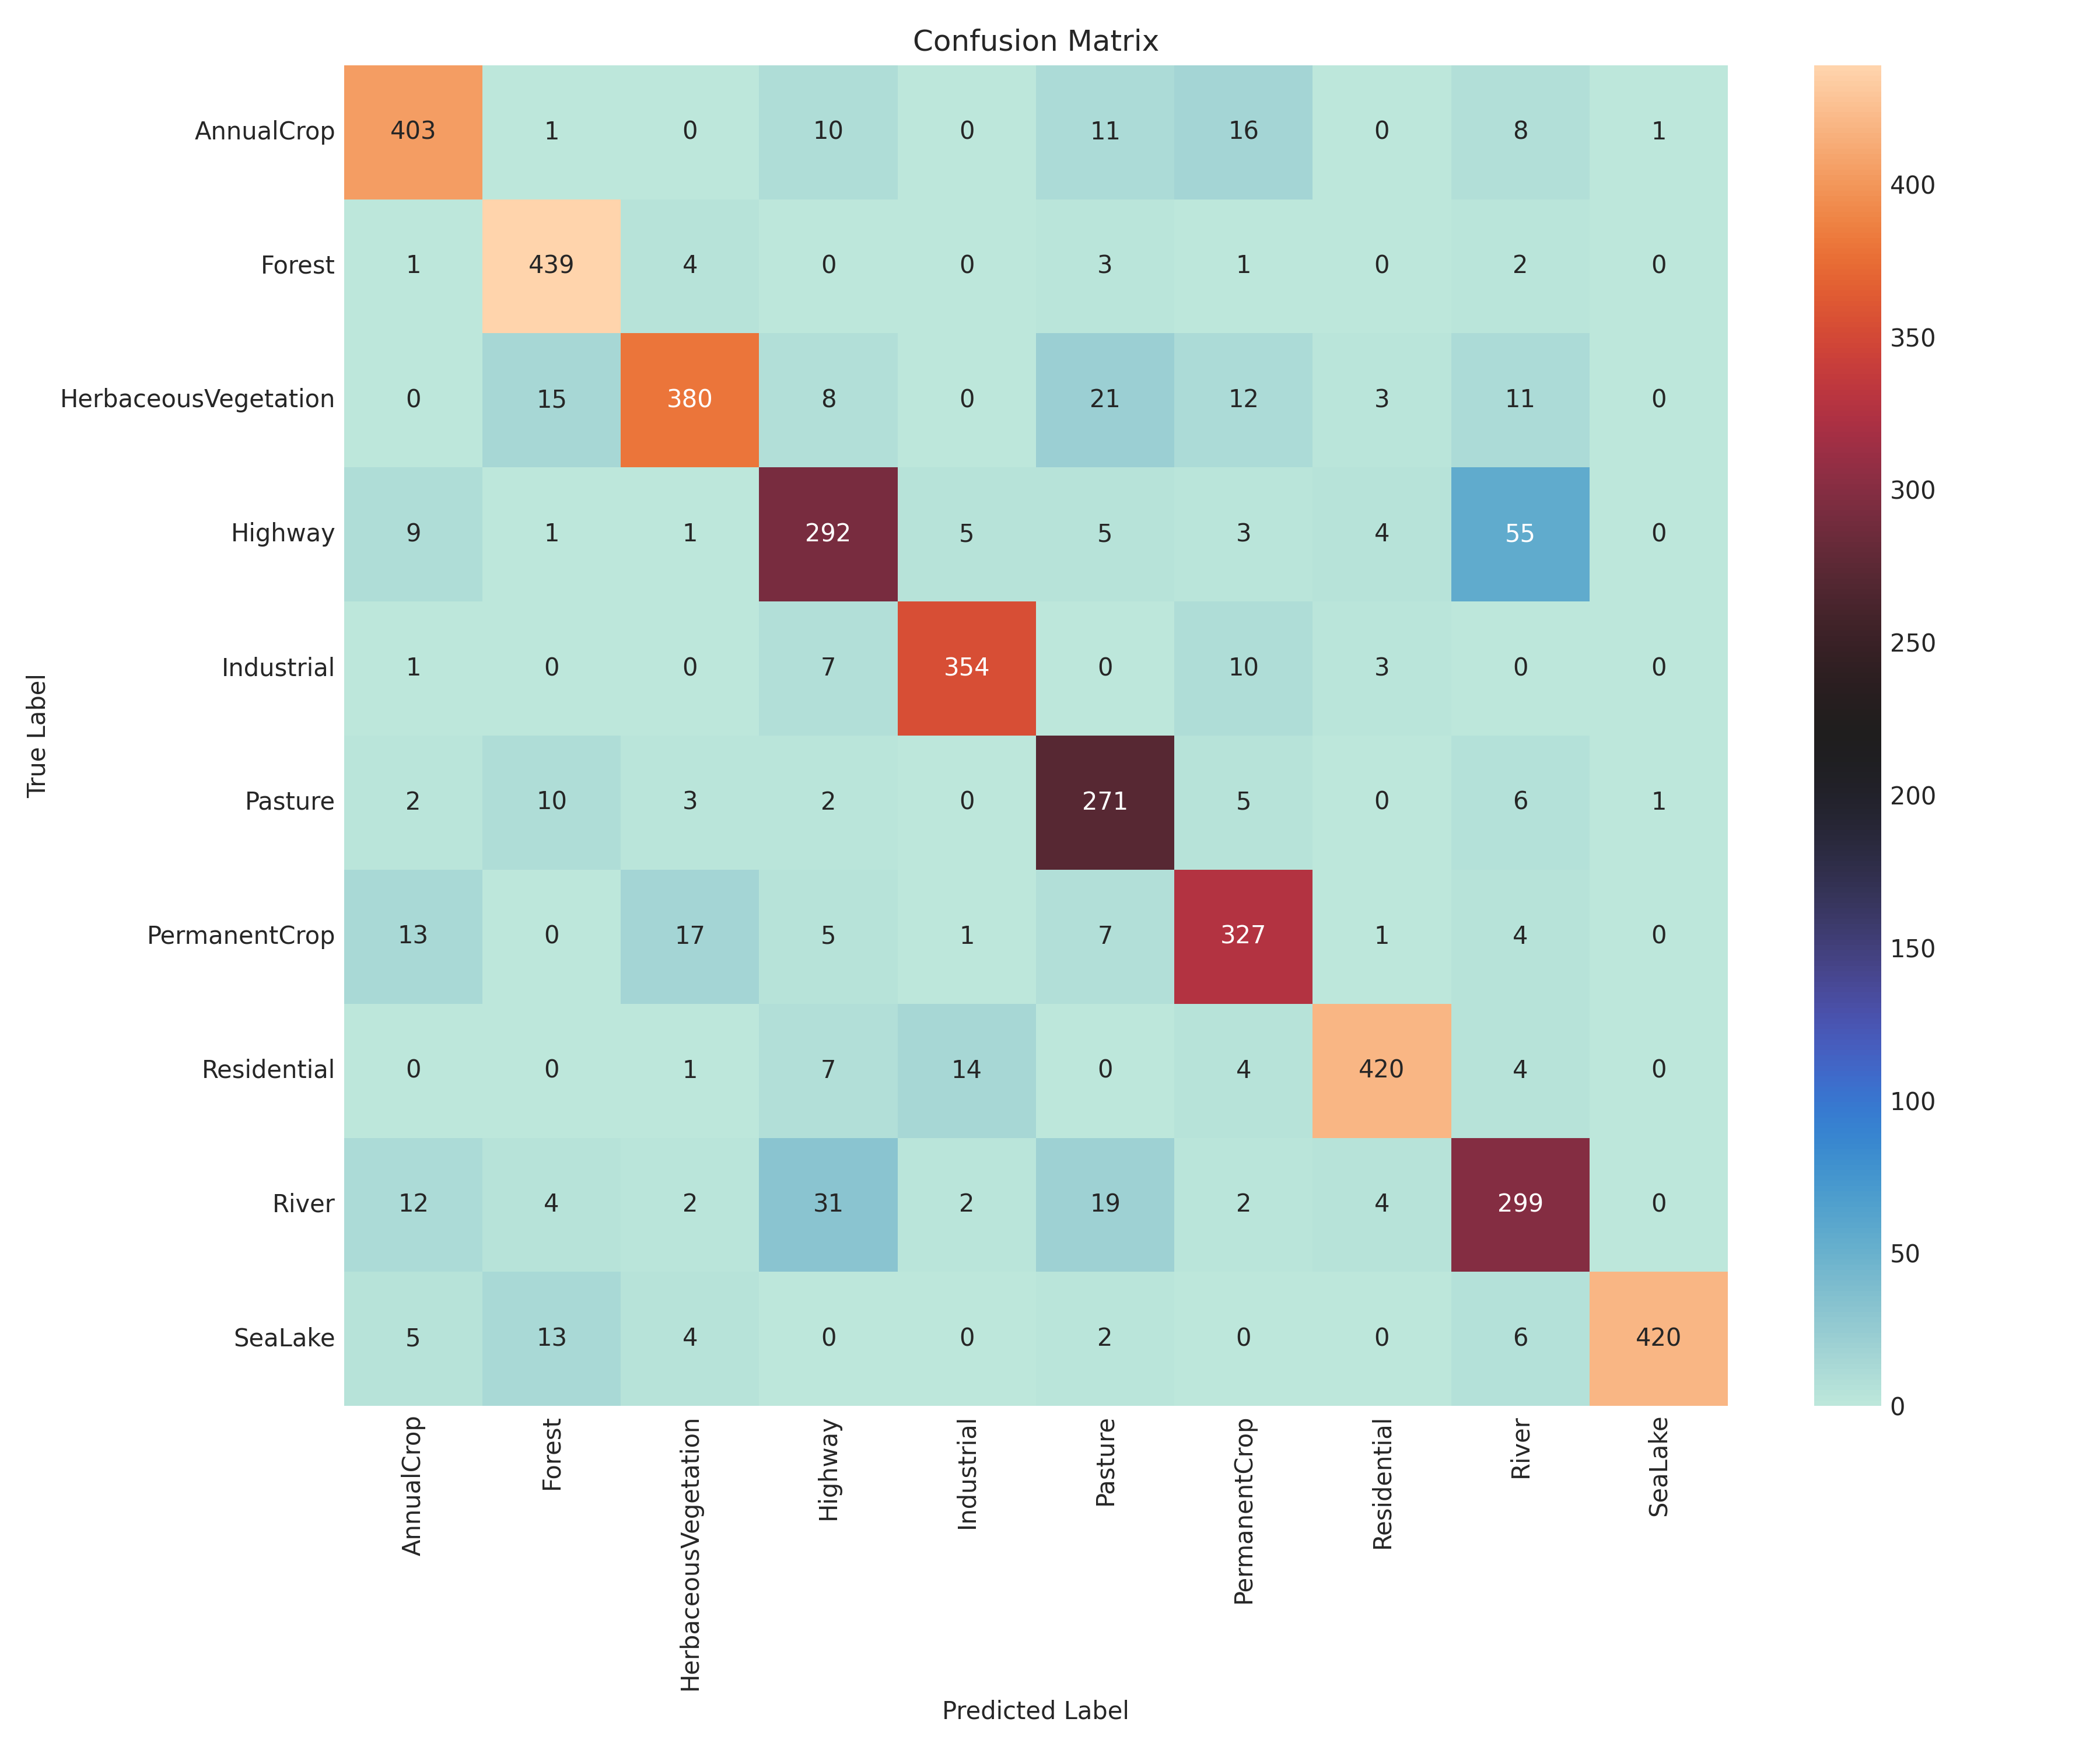 Confusion Matrix
AnnualCrop 403 1 0 10 0 11 16 0 8 1
Forest 1 439 4 0 0 3 1 0 2 0
HerbaceousVegetation 0 15 380 8 0 21 12 3 11 0
Highway 9 1 1 292 5 5 3 4 55 0
Industrial 1 0 0 7 354 0 10 3 0 0
Pasture 2 10 3 2 0 271 5 0 6 1
PermanentCrop 13 0 17 5 1 7 327 1 4 0
Residential 0 0 1 7 14 0 4 420 4 0
River 12 4 2 31 2 19 2 4 299 0
SeaLake 5 13 4 0 0 2 0 0 6 420
True Label
AnnualCrop
Forest
HerbaceousVegetation
Highway
Industrial
Pasture
PermanentCrop
Residential
River
SeaLake
Predicted Label
400
350
300
250
200
150
100
50
0